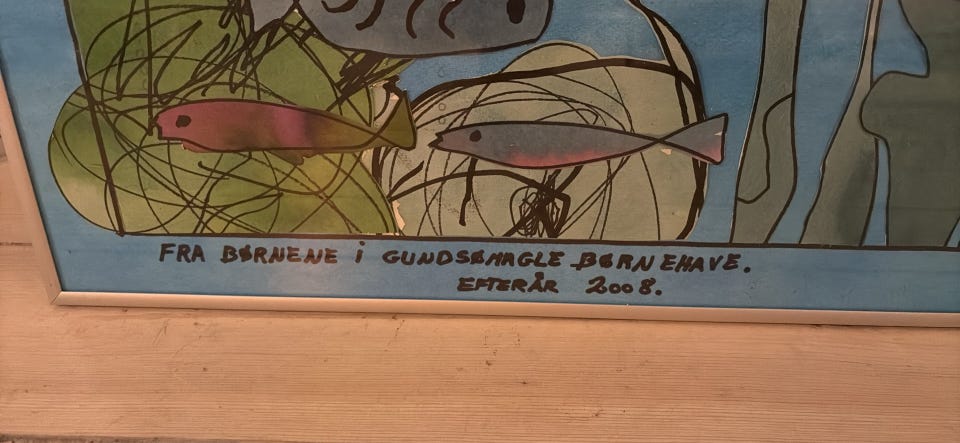 FRA BØRNENE i GUNDSØMAGLE BØRNEHAVE.
EFTERÅR 2008.